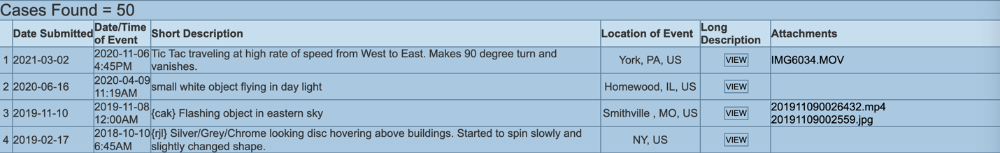 Cases Found = 50
Date Submitted Date/Time of Event Short Description Location of Event Long Description Attachments
1 2021-03-02 2020-11-06 4:45PM Tic Tac traveling at high rate of speed from West to East. Makes 90 degree turn and vanishes. York, PA, US VIEW IMG6034.MOV
2 2020-06-16 2020-04-09 11:19AM small white object flying in day light Homewood, IL, US VIEW
3 2019-11-10 2019-11-08 12:00AM {cak} Flashing object in eastern sky Smithville , MO, US VIEW 201911090026432.mp4 20191109002559.jpg
4 2019-02-17 2018-10-10 6:45AM {rjl} Silver/Grey/Chrome looking disc hovering above buildings. Started to spin slowly and slightly changed shape. NY, US VIEW